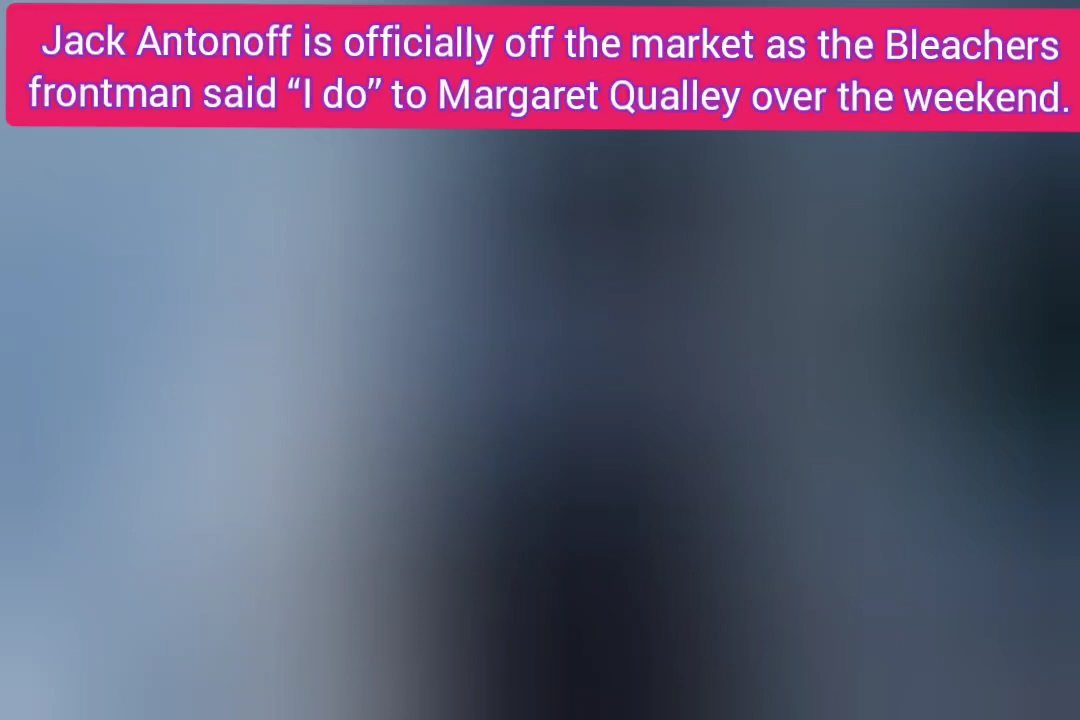 Jack Antonoff is officially off the market as the Bleachers
frontman said “I do” to Margaret Qualley over the weekend.